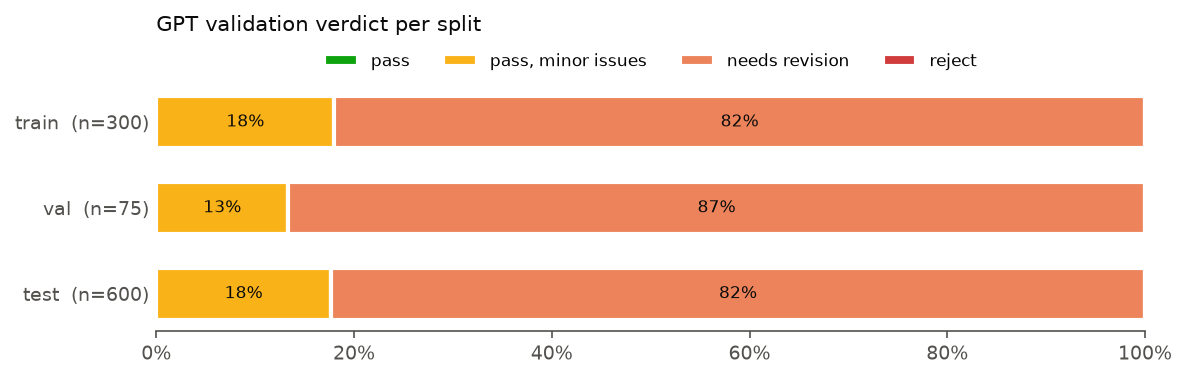 GPT validation verdict per split
pass   pass, minor issues   needs revision   reject
train (n=300)   18%   82%
val (n=75)   13%   87%
test (n=600)   18%   82%
0%   20%   40%   60%   80%   100%